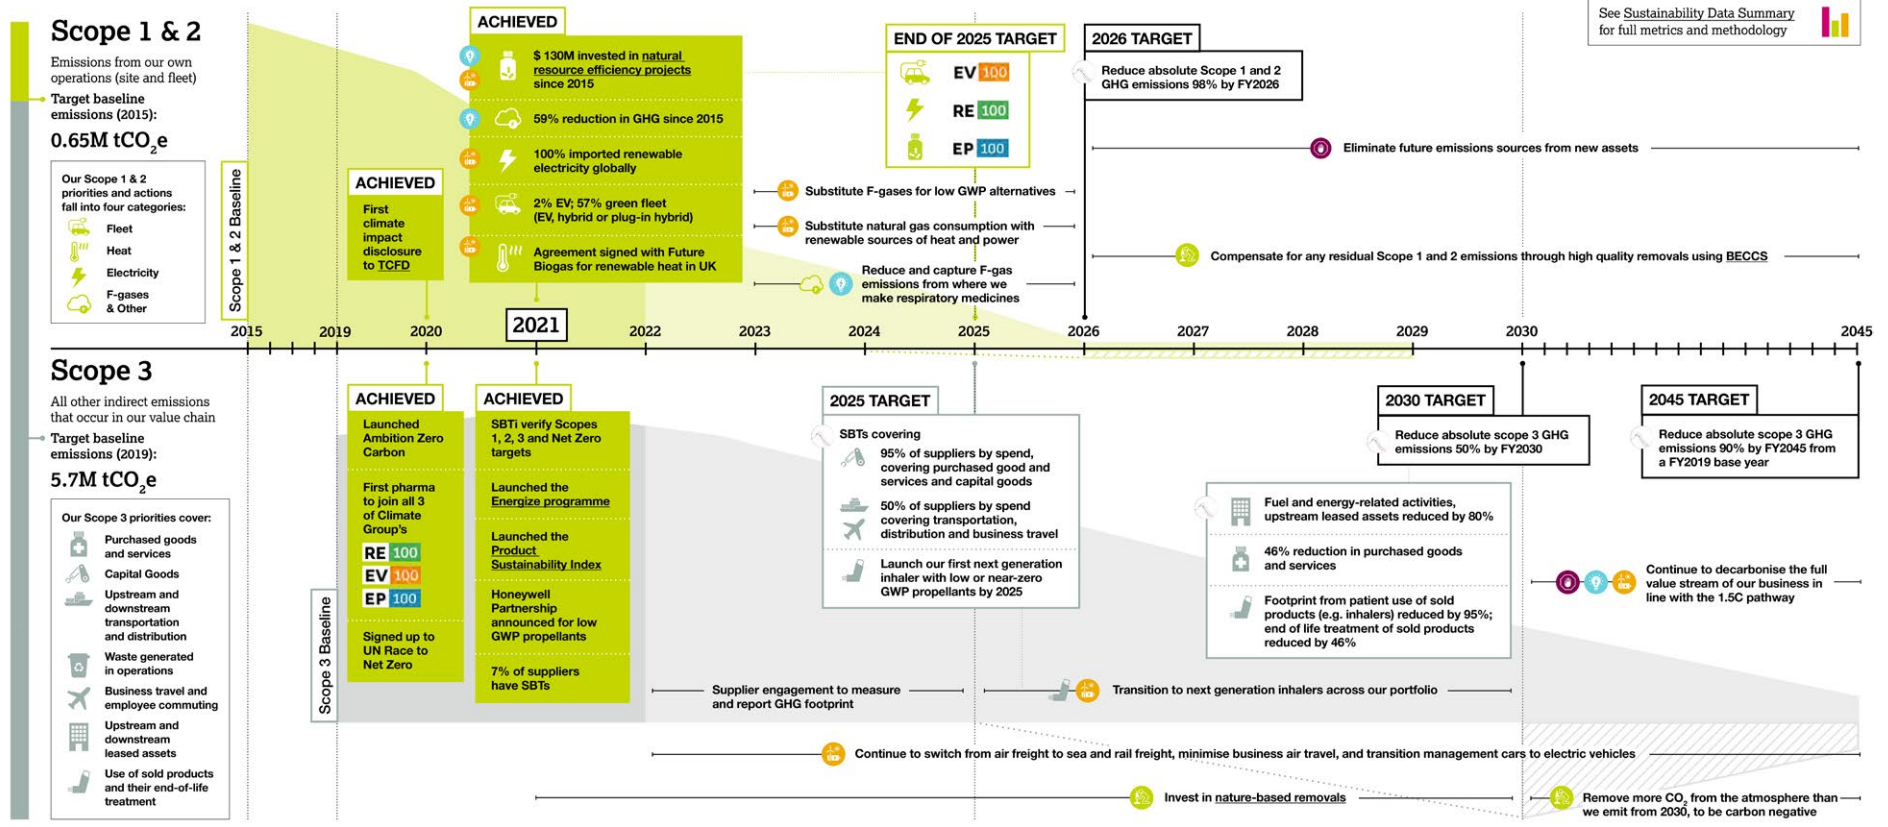 See Sustainability Data Summary
for full metrics and methodology
Scope 1 & 2
Emissions from our own
operations (site and fleet)
Target baseline
emissions (2015):
0.65M tCO₂e
Our Scope 1 & 2
priorities and actions
fall into four categories:
Fleet
Heat
Electricity
F-gases
& Other
Scope 1 & 2 Baseline
ACHIEVED
First
climate
impact
disclosure
to TCFD
ACHIEVED
$ 130M invested in natural
resource efficiency projects
since 2015
59% reduction in GHG since 2015
100% imported renewable
electricity globally
2% EV; 57% green fleet
(EV, hybrid or plug-in hybrid)
Agreement signed with Future
Biogas for renewable heat in UK
END OF 2025 TARGET
EV 100
RE 100
EP 100
Substitute F-gases for low GWP alternatives
Substitute natural gas consumption with
renewable sources of heat and power
Reduce and capture F-gas
emissions from where we
make respiratory medicines
2026 TARGET
Reduce absolute Scope 1 and 2
GHG emissions 98% by FY2026
Eliminate future emissions sources from new assets
Compensate for any residual Scope 1 and 2 emissions through high quality removals using BECCS
2015 2019 2020 2021 2022 2023 2024 2025 2026 2027 2028 2029 2030 2045
Scope 3
All other indirect emissions
that occur in our value chain
Target baseline
emissions (2019):
5.7M tCO₂e
Our Scope 3 priorities cover:
Purchased goods
and services
Capital Goods
Upstream and
downstream
transportation
and distribution
Waste generated
in operations
Business travel and
employee commuting
Upstream and
downstream
leased assets
Use of sold products
and their end-of-life
treatment
Scope 3 Baseline
ACHIEVED
Launched
Ambition Zero
Carbon
First pharma
to join all 3
of Climate
Group's
RE 100
EV 100
EP 100
Signed up to
UN Race to
Net Zero
ACHIEVED
SBTi verify Scopes
1, 2, 3 and Net Zero
targets
Launched the
Energize programme
Launched the
Product
Sustainability Index
Honeywell
Partnership
announced for low
GWP propellants
7% of suppliers
have SBTs
2025 TARGET
SBTs covering
95% of suppliers by spend,
covering purchased good and
services and capital goods
50% of suppliers by spend
covering transportation,
distribution and business travel
Launch our first next generation
inhaler with low or near-zero
GWP propellants by 2025
2030 TARGET
Reduce absolute scope 3 GHG
emissions 50% by FY2030
Fuel and energy-related activities,
upstream leased assets reduced by 80%
46% reduction in purchased goods
and services
Footprint from patient use of sold
products (e.g. inhalers) reduced by 95%;
end of life treatment of sold products
reduced by 46%
2045 TARGET
Reduce absolute scope 3 GHG
emissions 90% by FY2045 from
a FY2019 base year
Continue to decarbonise the full
value stream of our business in
line with the 1.5C pathway
Supplier engagement to measure
and report GHG footprint
Transition to next generation inhalers across our portfolio
Continue to switch from air freight to sea and rail freight, minimise business air travel, and transition management cars to electric vehicles
Invest in nature-based removals
Remove more CO₂ from the atmosphere than
we emit from 2030, to be carbon negative